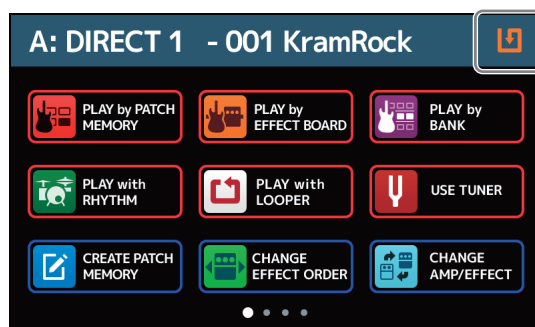 A: DIRECT 1 - 001 KramRock
PLAY by PATCH
MEMORY
PLAY by
EFFECT BOARD
PLAY by
BANK
PLAY with
RHYTHM
PLAY with
LOOPER
USE TUNER
CREATE PATCH
MEMORY
CHANGE
EFFECT ORDER
CHANGE
AMP/EFFECT